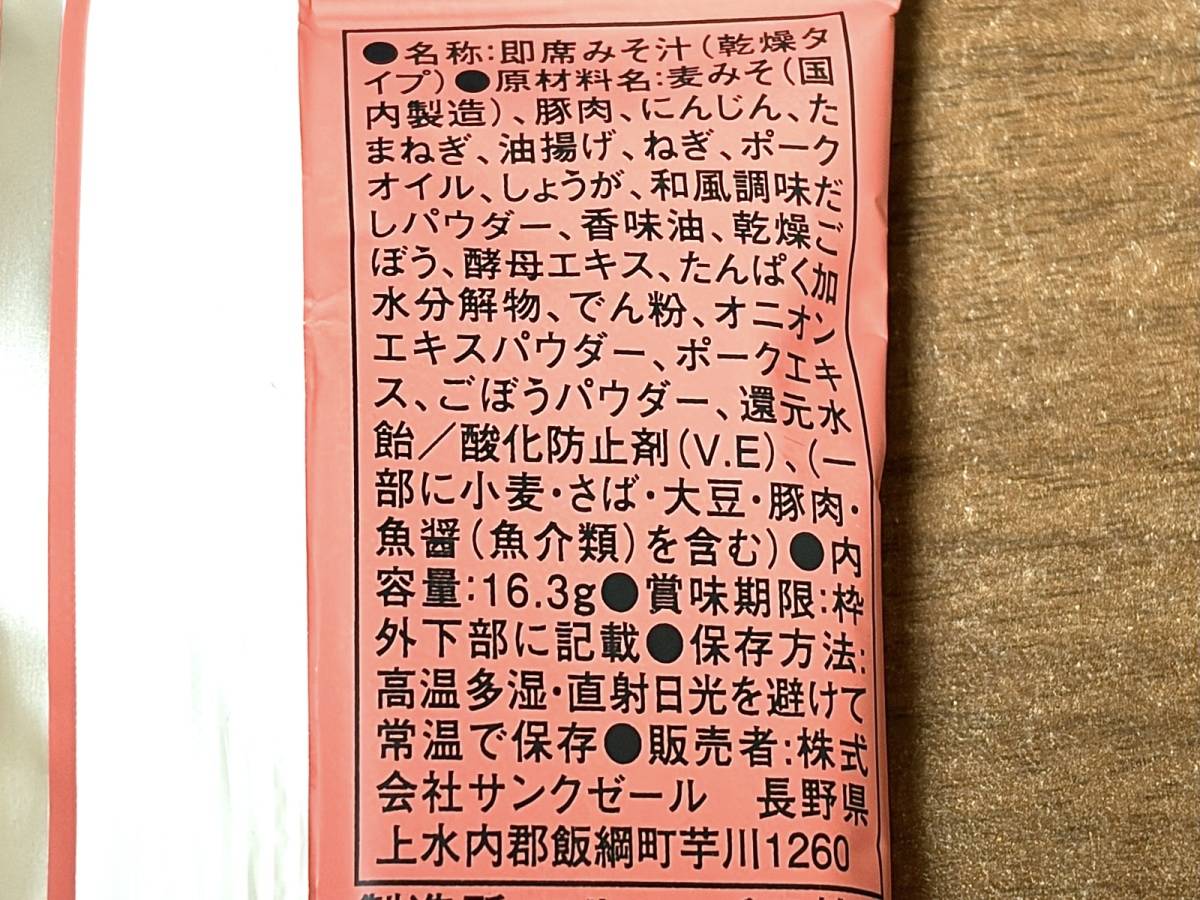 ●名称:即席みそ汁(乾燥タ
イプ)●原材料名:麦みそ(国
内製造)、豚肉、にんじん、た
まねぎ、油揚げ、ねぎ、ポーク
オイル、しょうが、和風調味だ
しパウダー、香味油、乾燥ご
ぼう、酵母エキス、たんぱく加
水分解物、でん粉、オニオン
エキスパウダー、ポークエキ
ス、ごぼうパウダー、還元水
飴／酸化防止剤(V.E)、(一
部に小麦・さば・大豆・豚肉・
魚醤(魚介類)を含む)●内
容量:16.3g●賞味期限:枠
外下部に記載●保存方法:
高温多湿・直射日光を避けて
常温で保存●販売者:株式
会社サンクゼール 長野県
上水内郡飯綱町芋川1260